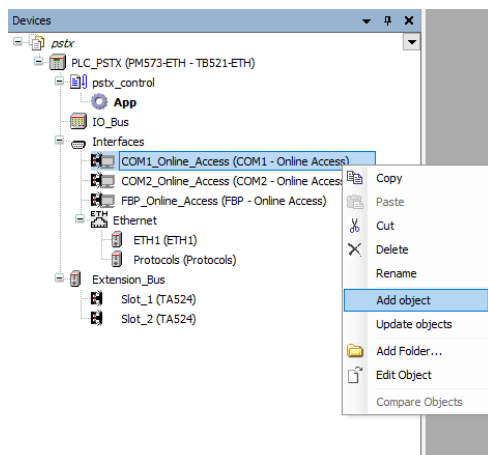 Devices
pstx
PLC_PSTX (PM573-ETH - TB521-ETH)
pstx_control
App
IO_Bus
Interfaces
COM1_Online_Access (COM1 - Online Access)
COM2_Online_Access (COM2 - Online Access
FBP_Online_Access (FBP - Online Access)
ETH
Ethernet
ETH1 (ETH1)
Protocols (Protocols)
Extension_Bus
Slot_1 (TA524)
Slot_2 (TA524)
Copy
Paste
Cut
Delete
Rename
Add object
Update objects
Add Folder...
Edit Object
Compare Objects